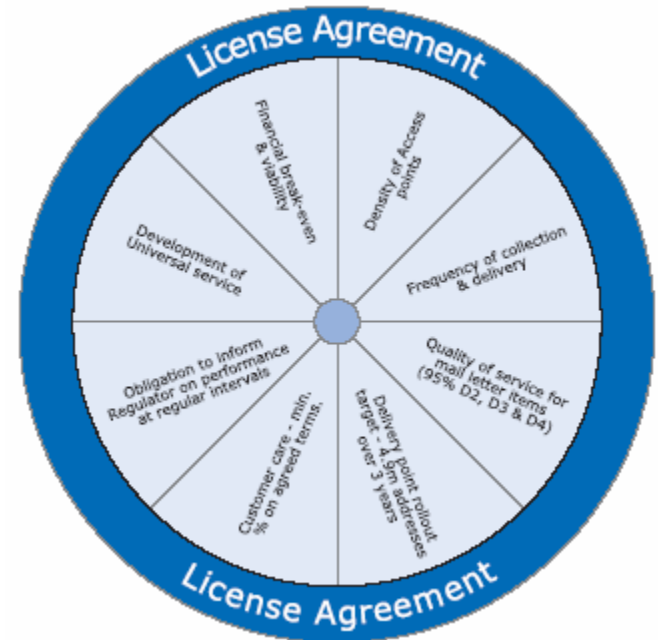 License Agreement
Density of Access
points
Frequency of collection
& delivery
Quality of service for
mail letter items
(95% D2, D3 & D4)
Delivery point rollout
target - 4.9m addresses
over 3 years
Customer care - min.
% on agreed terms.
Obligation to inform
Regulator on performance
at regular intervals
Development of
Universal service
Financial break-even
& viability
License Agreement